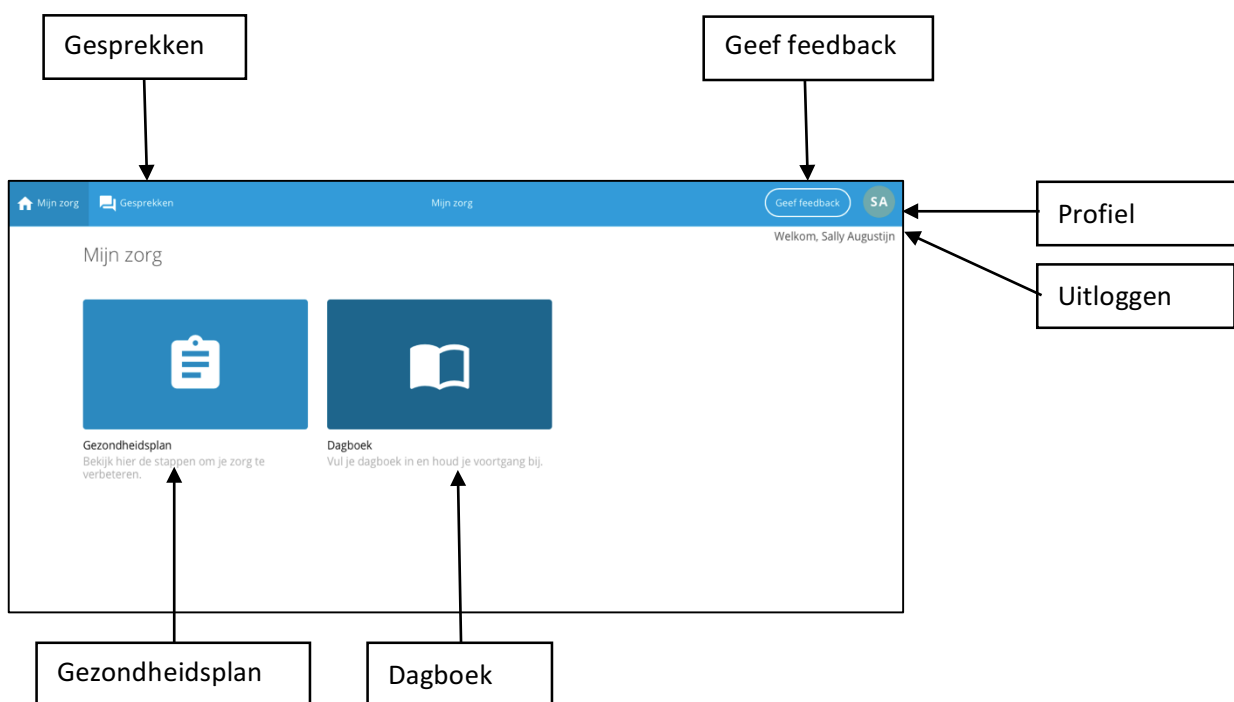 Gesprekken
Geef feedback
Mijn zorg
Gesprekken
Mijn zorg
Geef feedback
SA
Profiel
Welkom, Sally Augustijn
Mijn zorg
Uitloggen
Gezondheidsplan
Bekijk hier de stappen om je zorg te
verbeteren.
Dagboek
Vul je dagboek in en houd je voortgang bij.
Gezondheidsplan
Dagboek